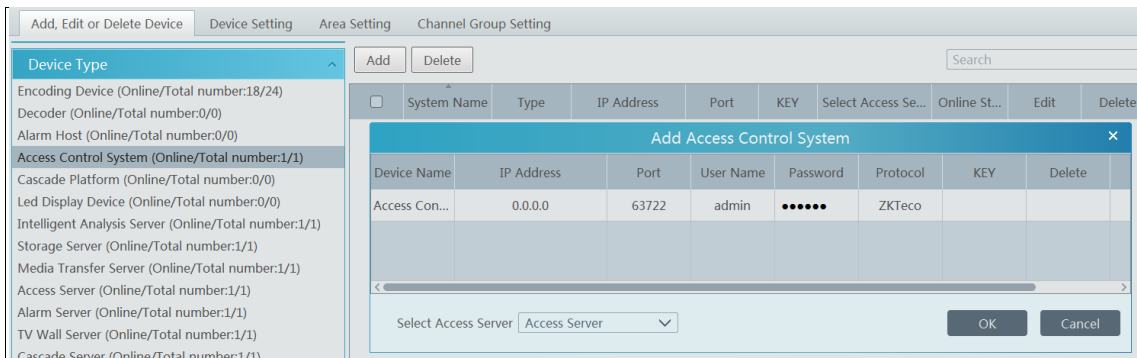 Add, Edit or Delete Device Device Setting Area Setting Channel Group Setting
Device Type
Encoding Device (Online/Total number:18/24)
Decoder (Online/Total number:0/0)
Alarm Host (Online/Total number:0/0)
Access Control System (Online/Total number:1/1)
Cascade Platform (Online/Total number:0/0)
Led Display Device (Online/Total number:0/0)
Intelligent Analysis Server (Online/Total number:1/1)
Storage Server (Online/Total number:1/1)
Media Transfer Server (Online/Total number:1/1)
Access Server (Online/Total number:1/1)
Alarm Server (Online/Total number:1/1)
TV Wall Server (Online/Total number:1/1)
Cascade Server (Online/Total number:1/1)
Add Delete Search
System Name Type IP Address Port KEY Select Access Se... Online St... Edit Delete
Add Access Control System
Device Name IP Address Port User Name Password Protocol KEY Delete
Access Con... 0.0.0.0 63722 admin ●●●●●● ZKTeco
Select Access Server Access Server OK Cancel